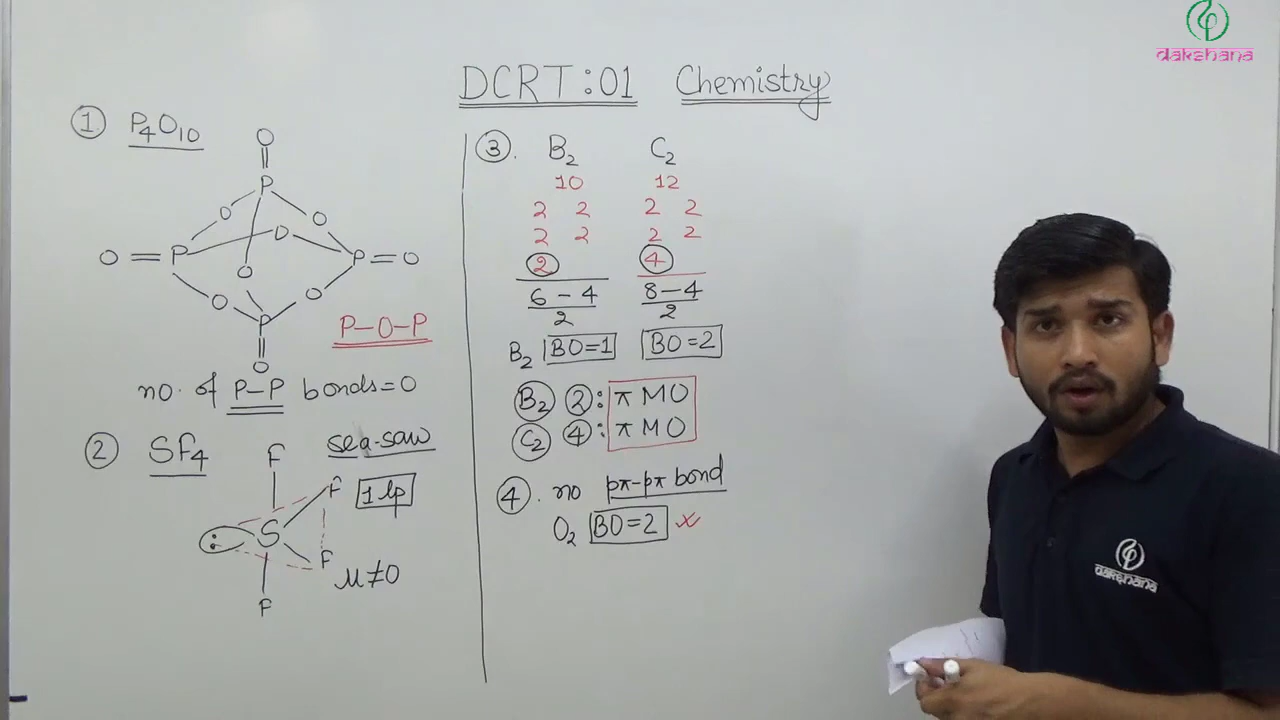 dakshana
DCRT:01 Chemistry
① P₄O₁₀
O
P
O O
O
O = P P = O
O
O O
P
O
P-O-P
no. of P-P bonds=0
② SF₄ sea-saw
F
F 1 lp
: S
F
F
μ≠0
③. B₂ C₂
10 12
2 2 2 2
2 2 2 2
2 4
6-4 8-4
2 2
B₂ BO=1 BO=2
B₂ ②: π MO
C₂ ④: π MO
④. no pπ-pπ bond
O₂ BO=2 ×
dakshana